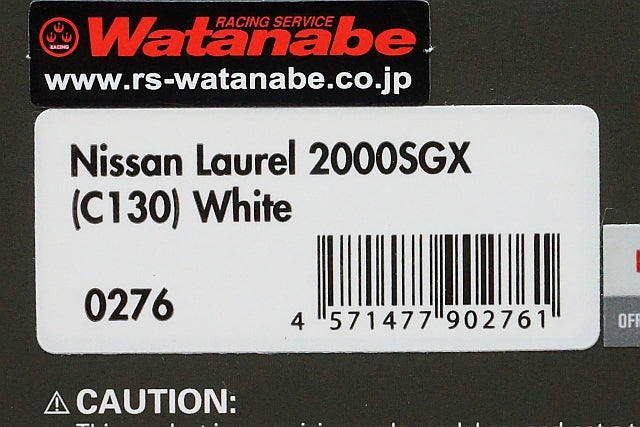 RACING SERVICE
RACING
Watanabe
www.rs-watanabe.co.jp
Nissan Laurel 2000SGX
(C130) White
0276
4 571477 902761
⚠ CAUTION: